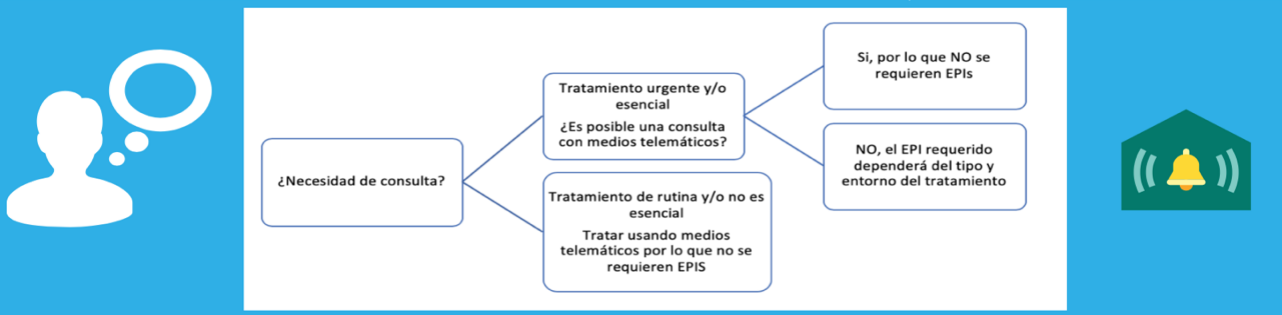 ¿Necesidad de consulta?
Tratamiento urgente y/o
esencial
¿Es posible una consulta
con medios telemáticos?
Si, por lo que NO se
requieren EPIs
NO, el EPI requerido
dependerá del tipo y
entorno del tratamiento
Tratamiento de rutina y/o no es
esencial
Tratar usando medios
telemáticos por lo que no se
requieren EPIS